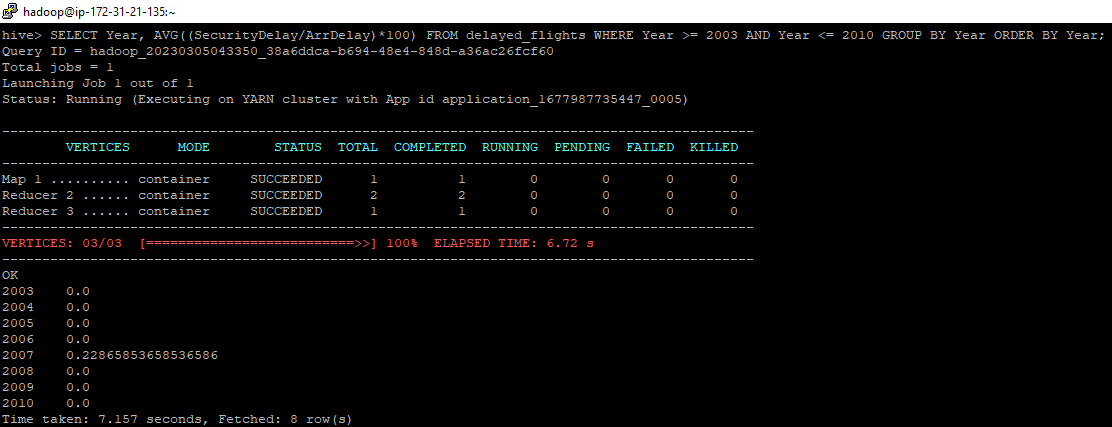 hadoop@ip-172-31-21-135:~
hive> SELECT Year, AVG((SecurityDelay/ArrDelay)*100) FROM delayed_flights WHERE Year >= 2003 AND Year <= 2010 GROUP BY Year ORDER BY Year;
Query ID = hadoop_20230305043350_38a6ddca-b694-48e4-848d-a36ac26fcf60
Total jobs = 1
Launching Job 1 out of 1
Status: Running (Executing on YARN cluster with App id application_1677987735447_0005)
----------------------------------------------------------------------------------------------
VERTICES MODE STATUS TOTAL COMPLETED RUNNING PENDING FAILED KILLED
----------------------------------------------------------------------------------------------
Map 1 .......... container SUCCEEDED 1 1 0 0 0 0
Reducer 2 ...... container SUCCEEDED 2 2 0 0 0 0
Reducer 3 ...... container SUCCEEDED 1 1 0 0 0 0
----------------------------------------------------------------------------------------------
VERTICES: 03/03 [==========================>>] 100% ELAPSED TIME: 6.72 s
----------------------------------------------------------------------------------------------
OK
2003 0.0
2004 0.0
2005 0.0
2006 0.0
2007 0.22865853658536586
2008 0.0
2009 0.0
2010 0.0
Time taken: 7.157 seconds, Fetched: 8 row(s)